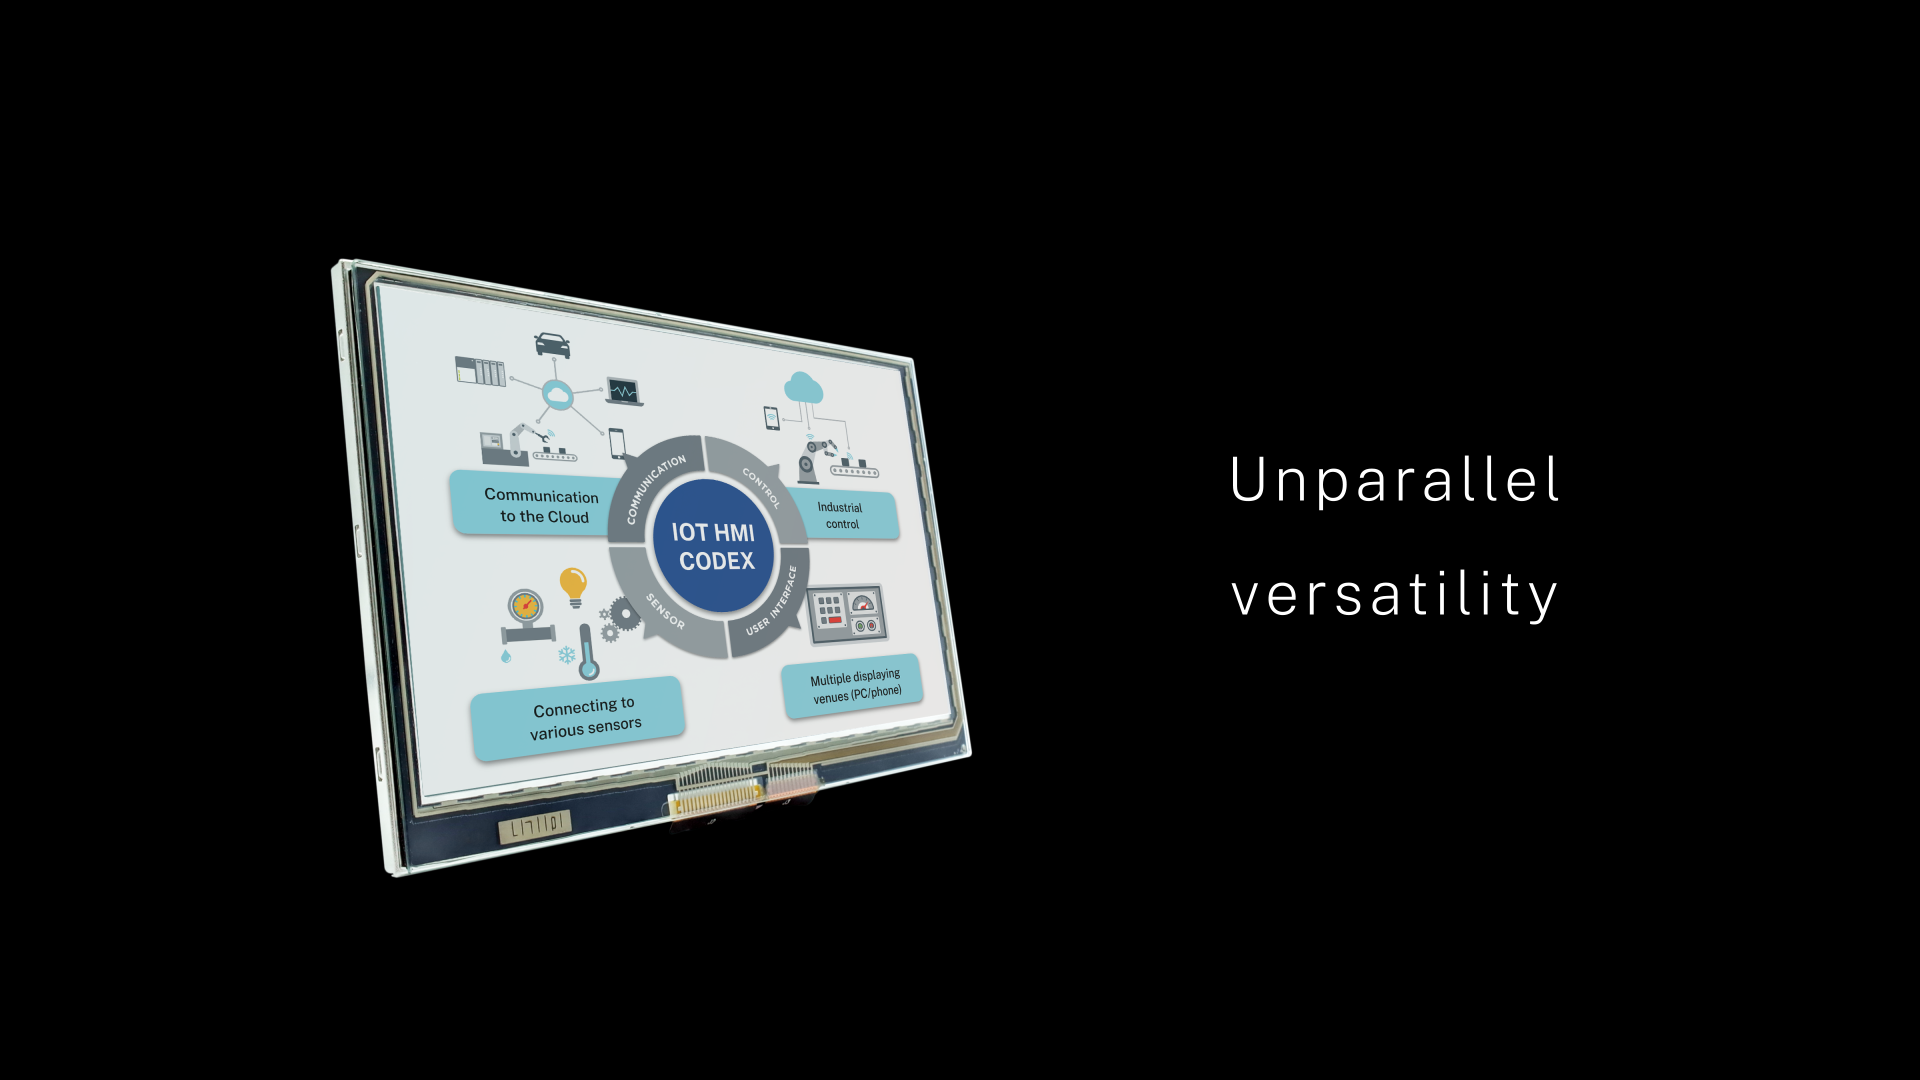 Communication
to the Cloud
COMMUNICATION
CONTROL
Industrial
control
IOT HMI
CODEX
SENSOR
USER INTERFACE
Connecting to
various sensors
Multiple displaying
venues (PC/phone)
Unparallel
versatility